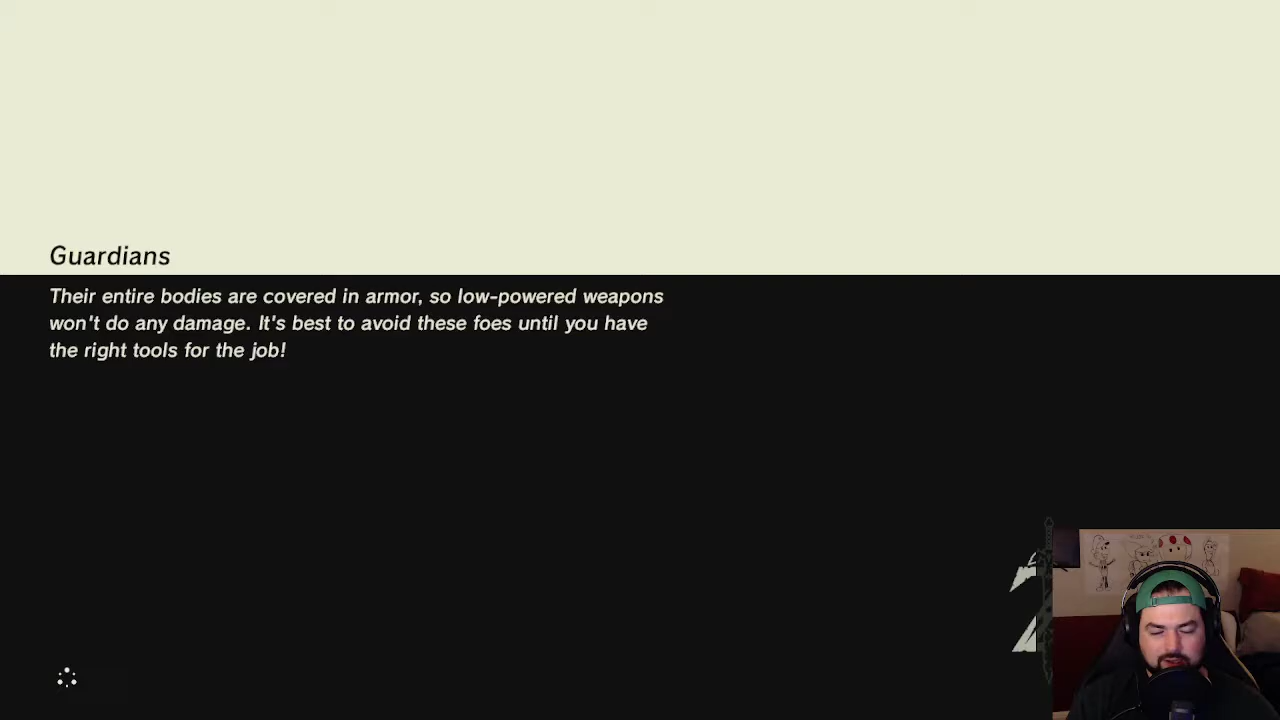 Guardians
Their entire bodies are covered in armor, so low-powered weapons
won't do any damage. It's best to avoid these foes until you have
the right tools for the job!